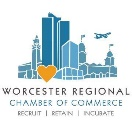 WORCESTER REGIONAL
CHAMBER OF COMMERCE
RECRUIT | RETAIN | INCUBATE